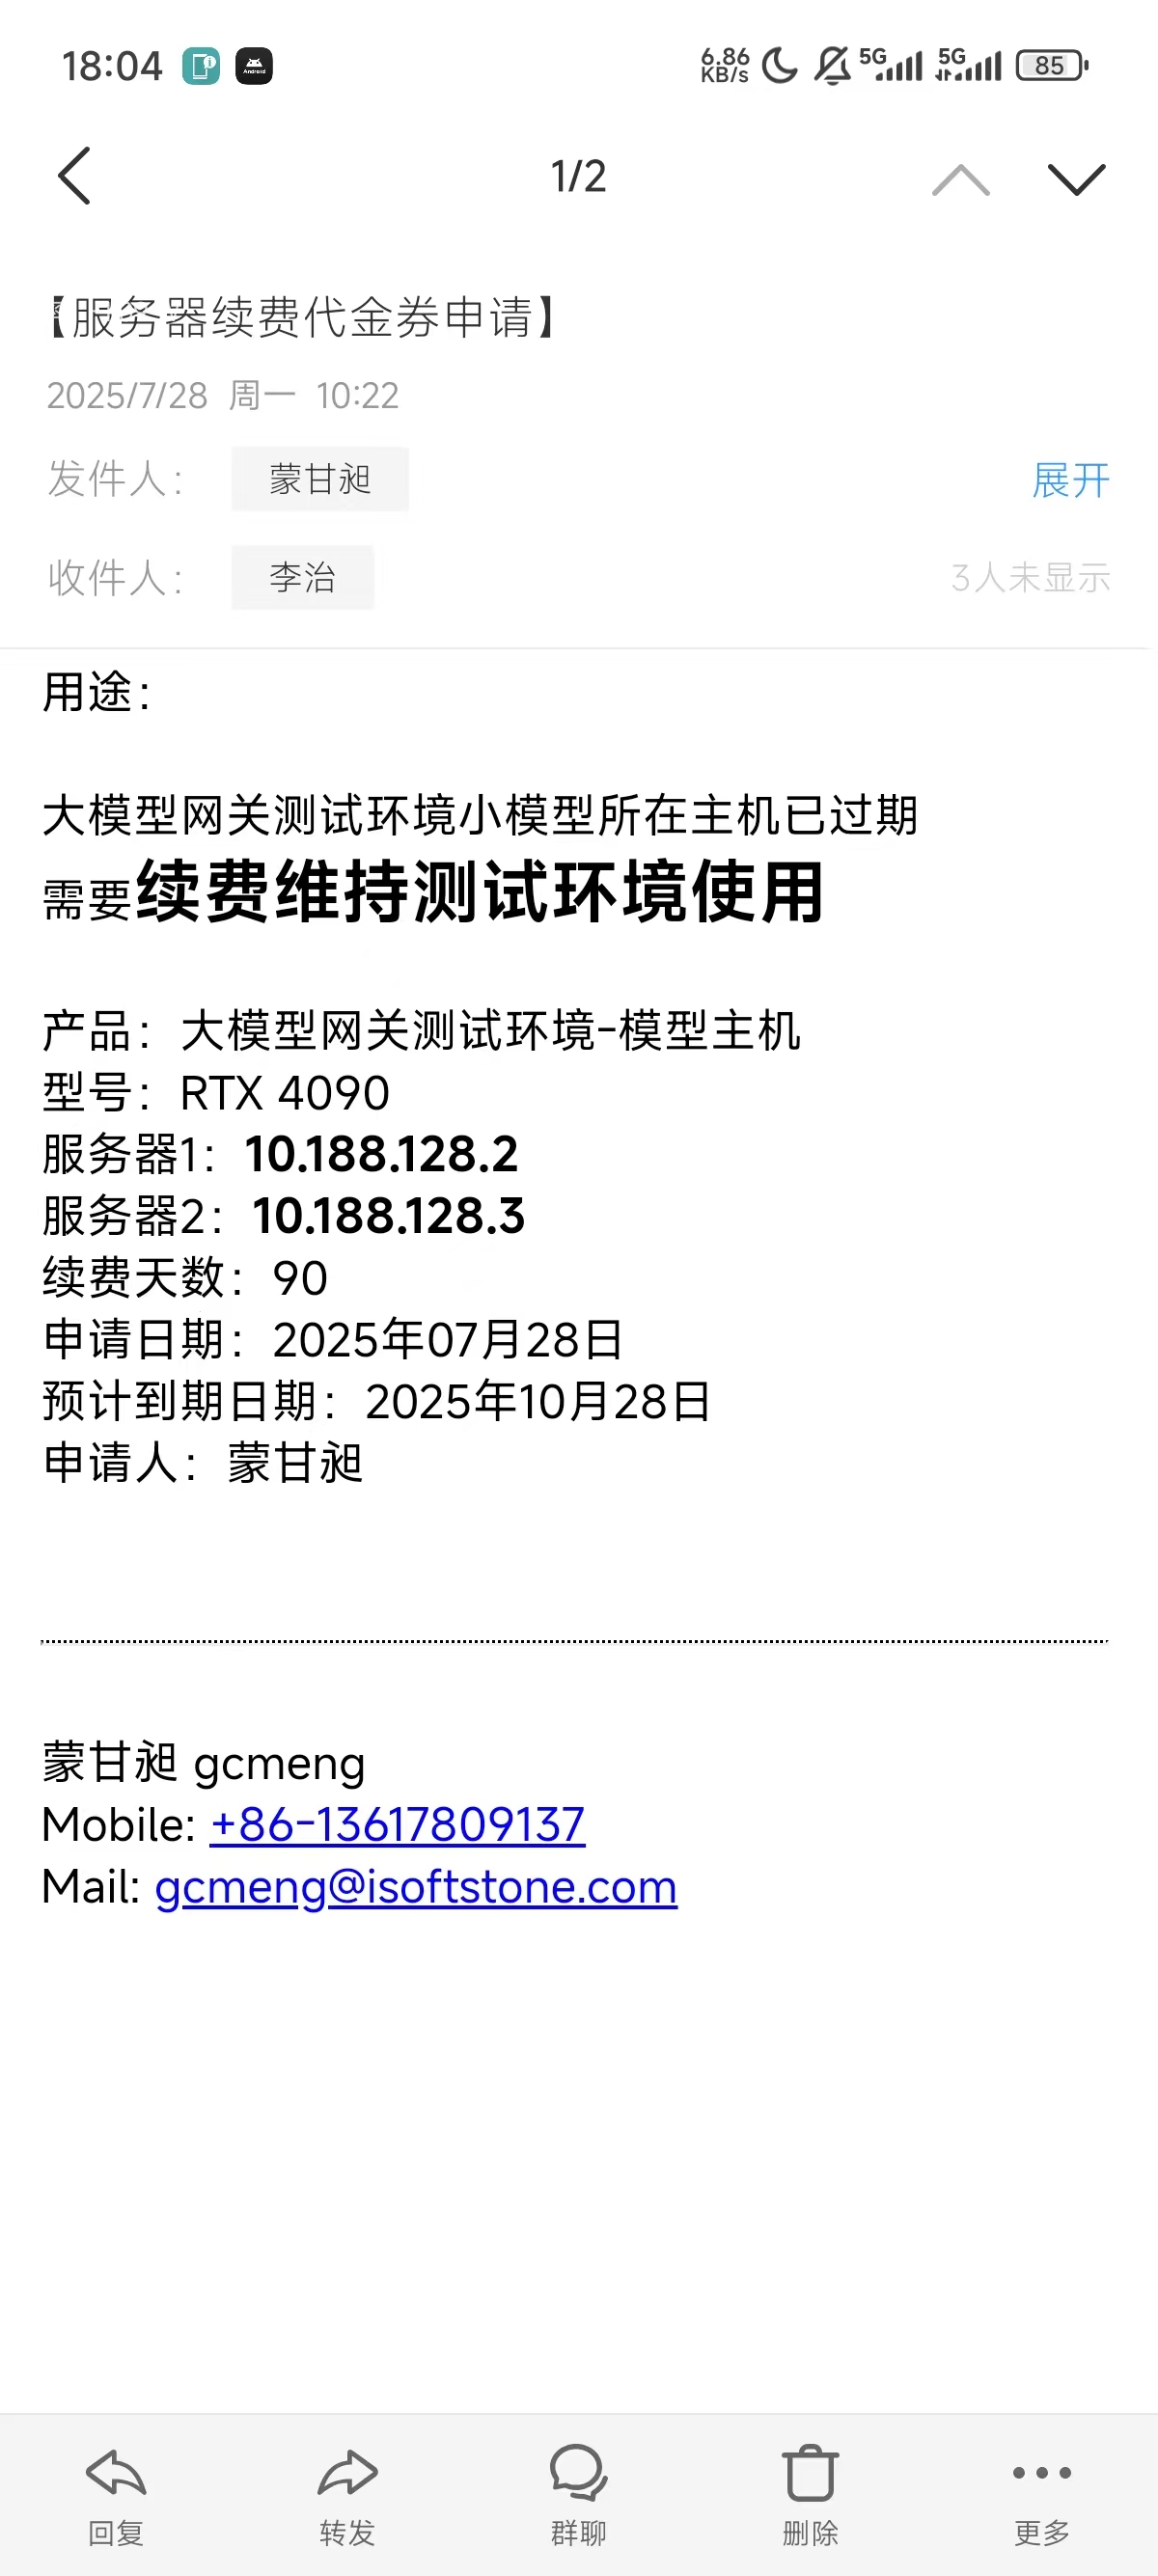 18:04
6.86
KB/s
5G
5G
85
1/2
【服务器续费代金券申请】
2025/7/28 周一 10:22
发件人: 蒙甘昶
展开
收件人: 李治
3人未显示
用途:
大模型网关测试环境小模型所在主机已过期
需要续费维持测试环境使用
产品: 大模型网关测试环境-模型主机
型号: RTX 4090
服务器1: 10.188.128.2
服务器2: 10.188.128.3
续费天数: 90
申请日期: 2025年07月28日
预计到期日期: 2025年10月28日
申请人: 蒙甘昶
蒙甘昶 gcmeng
Mobile: +86-13617809137
Mail: gcmeng@isoftstone.com
回复
转发
群聊
删除
更多